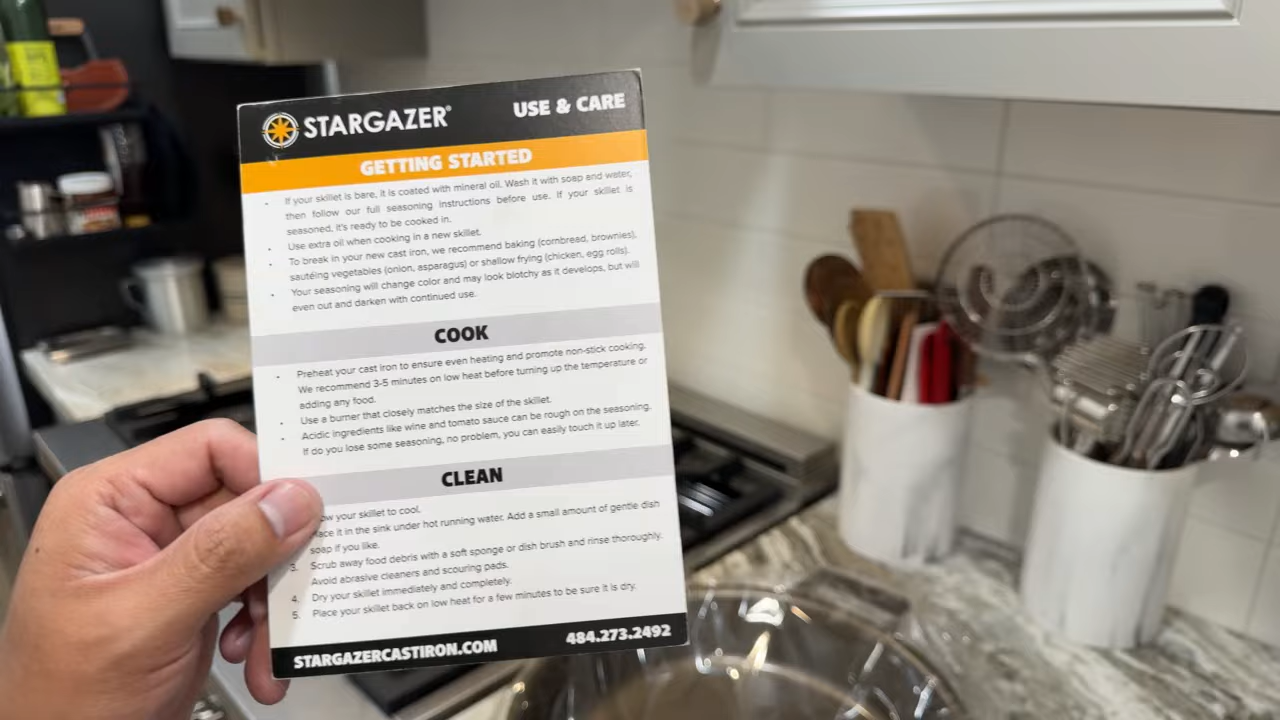 STARGAZER®
USE & CARE
GETTING STARTED
• If your skillet is bare, it is coated with mineral oil. Wash it with soap and water,
then follow our full seasoning instructions before use. If your skillet is
seasoned, it's ready to be cooked in.
• Use extra oil when cooking in a new skillet.
• To break in your new cast iron, we recommend baking (cornbread, brownies),
sautéing vegetables (onion, asparagus) or shallow frying (chicken, egg rolls).
• Your seasoning will change color and may look blotchy as it develops, but will
even out and darken with continued use.
COOK
• Preheat your cast iron to ensure even heating and promote non-stick cooking.
We recommend 3-5 minutes on low heat before turning up the temperature or
adding any food.
• Use a burner that closely matches the size of the skillet.
• Acidic ingredients like wine and tomato sauce can be rough on the seasoning.
If do you lose some seasoning, no problem, you can easily touch it up later.
CLEAN
ow your skillet to cool.
lace it in the sink under hot running water. Add a small amount of gentle dish
soap if you like.
3. Scrub away food debris with a soft sponge or dish brush and rinse thoroughly.
Avoid abrasive cleaners and scouring pads.
4. Dry your skillet immediately and completely.
5. Place your skillet back on low heat for a few minutes to be sure it is dry.
STARGAZERCASTIRON.COM
484.273.2492